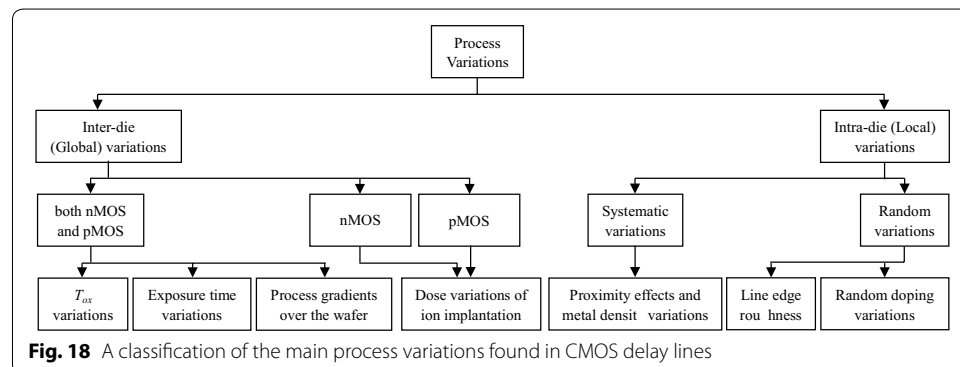 Process
Variations
Inter-die
(Global) variations
Intra-die (Local)
variations
both nMOS
and pMOS
nMOS
pMOS
Systematic
variations
Random
variations
Tox
variations
Exposure time
variations
Process gradients
over the wafer
Dose variations of
ion implantation
Proximity effects and
metal densit variations
Line edge
rou hness
Random doping
variations
Fig. 18 A classification of the main process variations found in CMOS delay lines